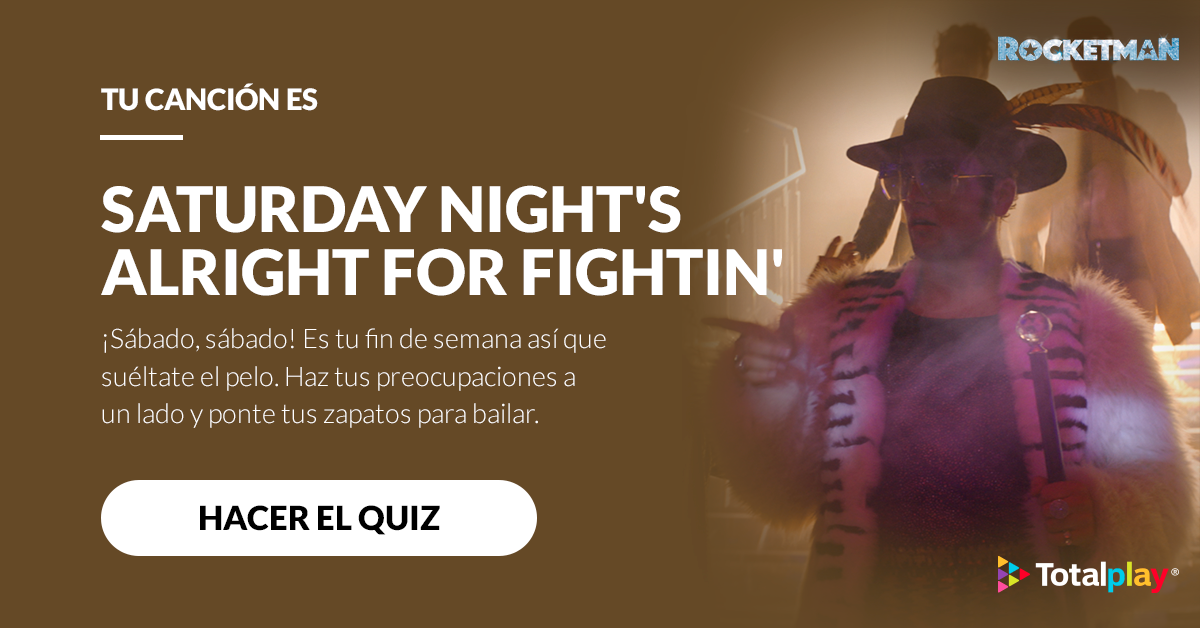 ROCKETMAN
TU CANCIÓN ES
SATURDAY NIGHT'S
ALRIGHT FOR FIGHTIN'
¡Sábado, sábado! Es tu fin de semana así que
suéltate el pelo. Haz tus preocupaciones a
un lado y ponte tus zapatos para bailar.
HACER EL QUIZ
Totalplay®